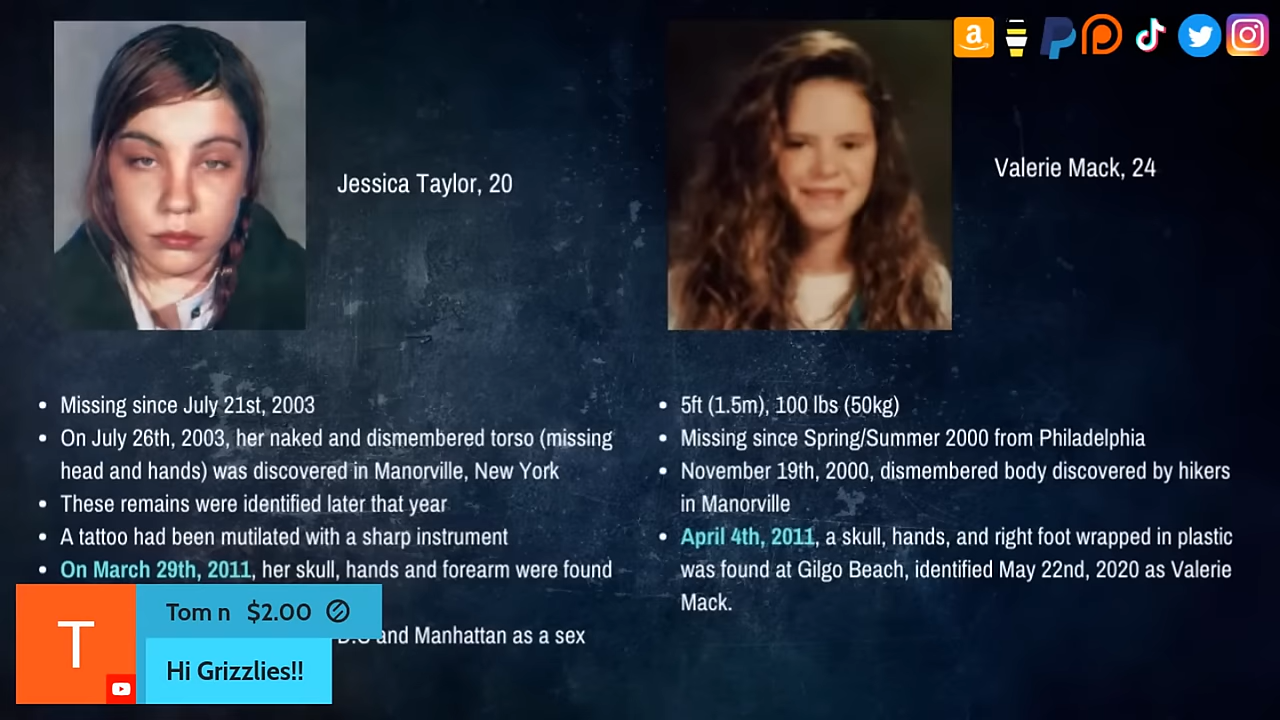 Jessica Taylor, 20
Valerie Mack, 24
• Missing since July 21st, 2003
• On July 26th, 2003, her naked and dismembered torso (missing
head and hands) was discovered in Manorville, New York
• These remains were identified later that year
• A tattoo had been mutilated with a sharp instrument
• On March 29th, 2011, her skull, hands and forearm were found
and Manhattan as a sex
• 5ft (1.5m), 100 lbs (50kg)
• Missing since Spring/Summer 2000 from Philadelphia
• November 19th, 2000, dismembered body discovered by hikers
in Manorville
• April 4th, 2011, a skull, hands, and right foot wrapped in plastic
was found at Gilgo Beach, identified May 22nd, 2020 as Valerie
Mack.
T
Tom n $2.00
Hi Grizzlies!!